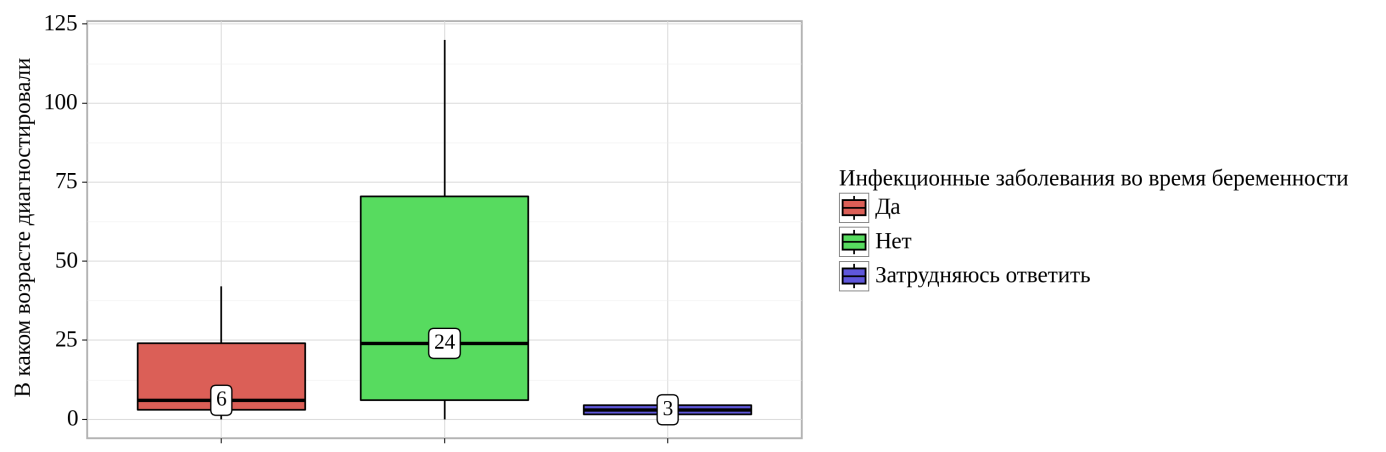 В каком возрасте диагностировали
125
100
75
50
25
0
6
24
3
Инфекционные заболевания во время беременности
Да
Нет
Затрудняюсь ответить